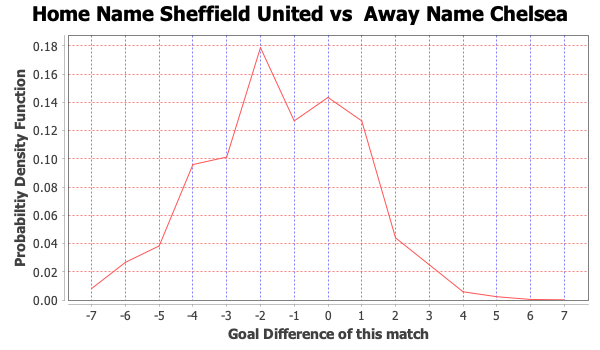 Home Name Sheffield United vs  Away Name Chelsea
0.18
0.16
0.14
0.12
0.10
0.08
0.06
0.04
0.02
0.00
Probabiltiy Density Function
-7 -6 -5 -4 -3 -2 -1 0 1 2 3 4 5 6 7
Goal Difference of this match